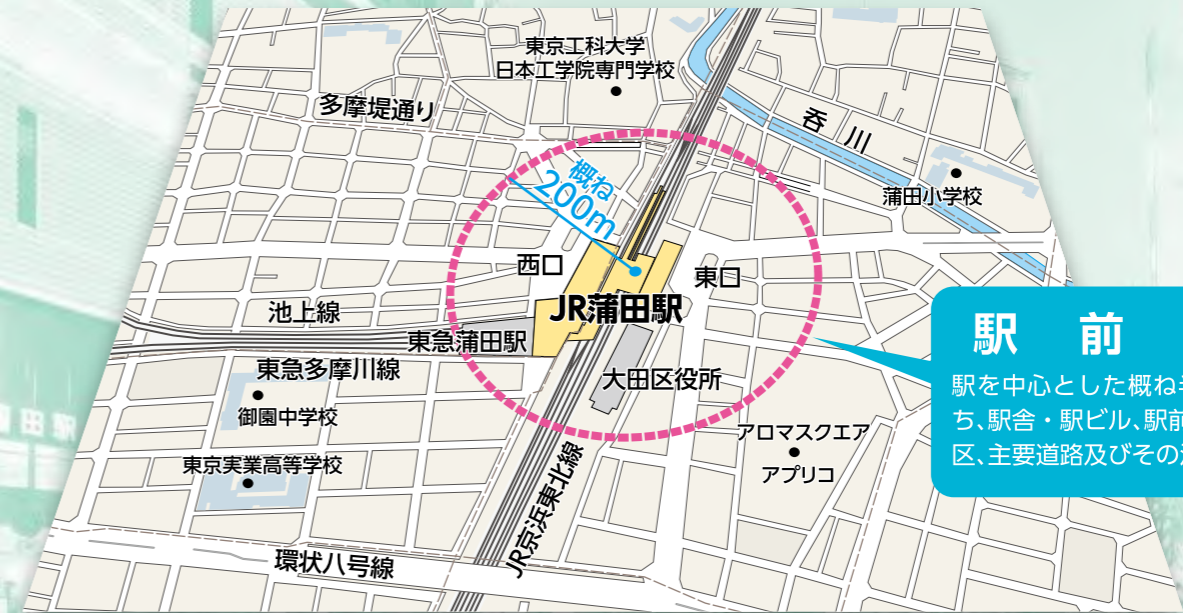 東京工科大学
日本工学院専門学校
多摩堤通り
呑川
蒲田小学校
概ね
200m
西口
東口
JR蒲田駅
池上線
東急蒲田駅
東急多摩川線
大田区役所
御園中学校
アロマスクエア
アプリコ
東京実業高等学校
JR京浜東北線
環状八号線
駅 前
駅を中心とした概ね
ち、駅舎・駅ビル、駅前
区、主要道路及びその